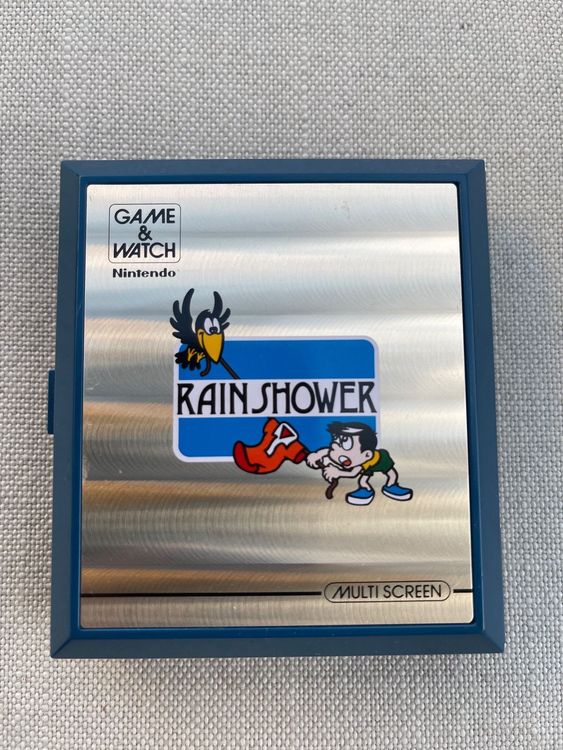 GAME
&
WATCH
Nintendo
RAIN SHOWER
MULTI SCREEN